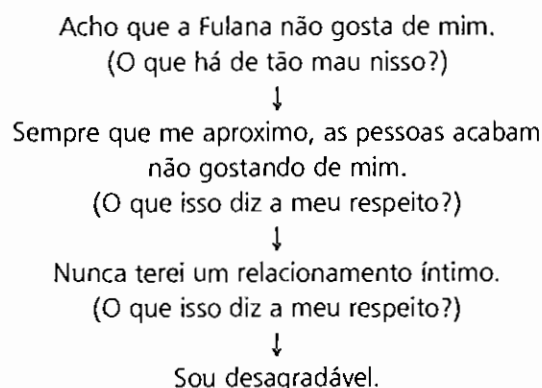 Acho que a Fulana não gosta de mim.
(O que há de tão mau nisso?)
↓
Sempre que me aproximo, as pessoas acabam
não gostando de mim.
(O que isso diz a meu respeito?)
↓
Nunca terei um relacionamento íntimo.
(O que isso diz a meu respeito?)
↓
Sou desagradável.